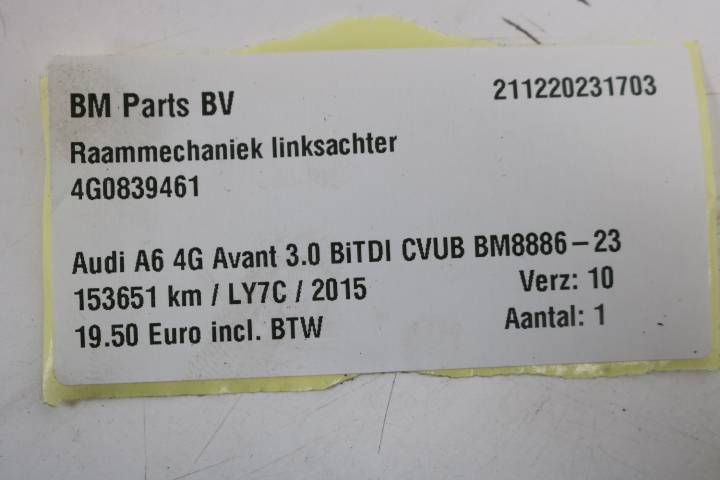 BM Parts BV 211220231703
Raammechaniek linksachter
4G0839461
Audi A6 4G Avant 3.0 BiTDI CVUB BM8886-23
153651 km / LY7C / 2015 Verz: 10
19.50 Euro incl. BTW Aantal: 1